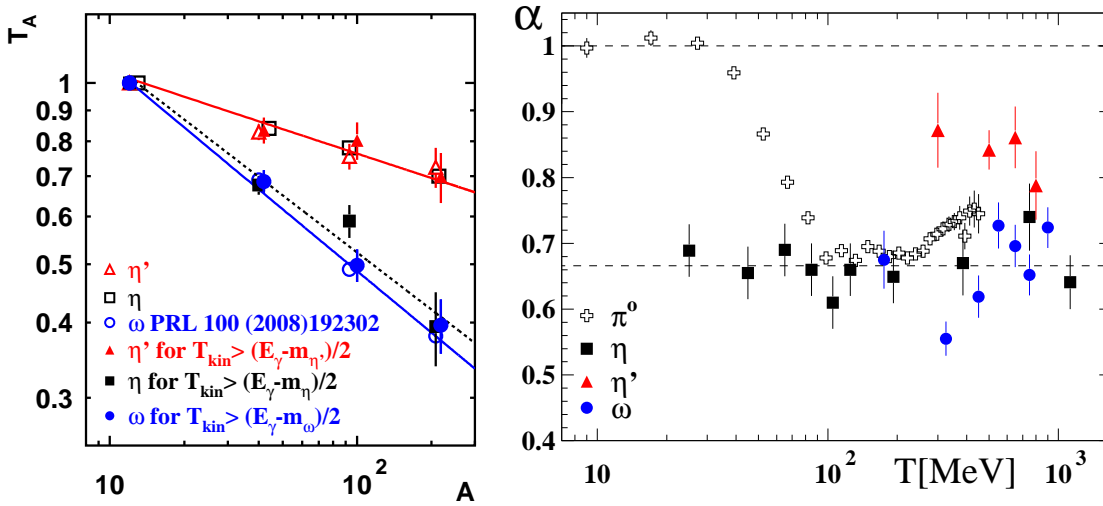 T_A
1
0.9
0.8
0.7
0.6
0.5
0.4
0.3
η’
η
ω PRL 100 (2008)192302
η’ for T_kin> (E_γ-m_η’)/2
η for T_kin> (E_γ-m_η)/2
ω for T_kin> (E_γ-m_ω)/2
10
10^2
A
α
1
0.9
0.8
0.7
0.6
0.5
0.4
π^o
η
η’
ω
10
10^2
T[MeV]
10^3